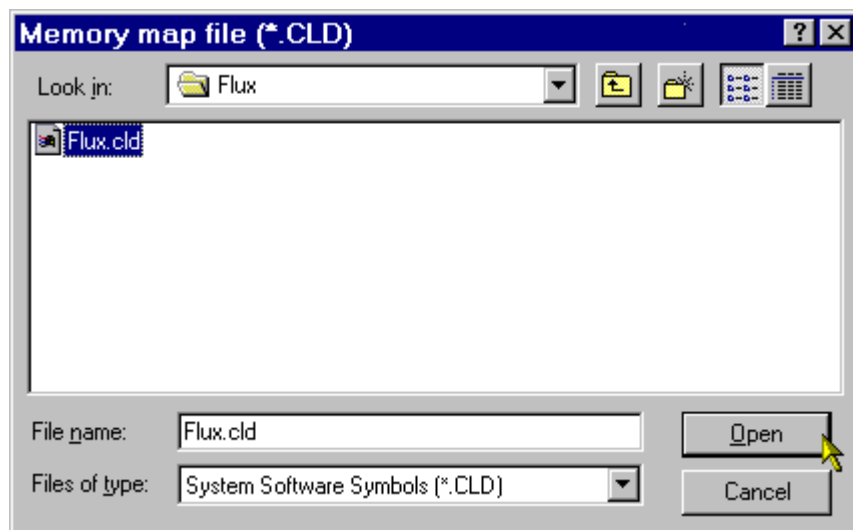 Memory map file (*.CLD)
Look in: Flux
Flux.cld
File name: Flux.cld Open
Files of type: System Software Symbols (*.CLD) Cancel